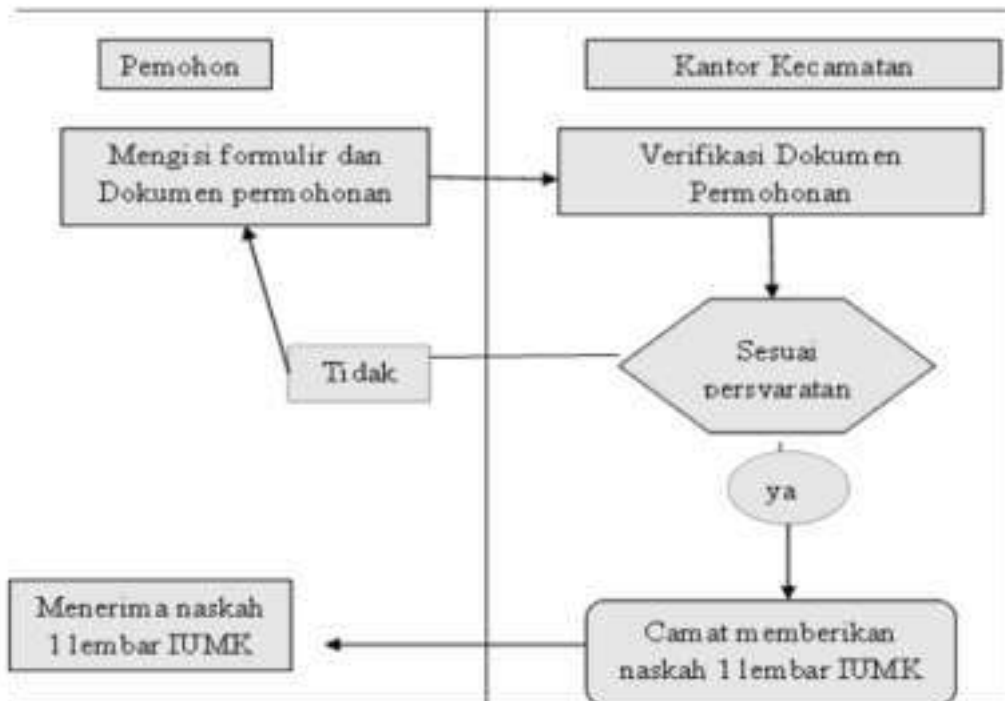 Pemohon
Kantor Kecamatan
Mengisi formulir dan
Dokumen permohonan
Verifikasi Dokumen
Permohonan
Sesuai
persyaratan
Tidak
ya
Menerima naskah
1 lembar IUMK
Camat memberikan
naskah 1 lembar IUMK